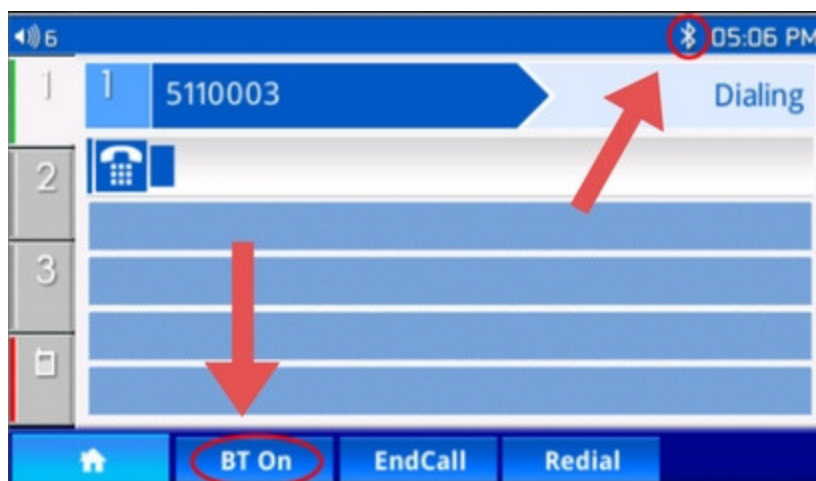 6 05:06 PM
1 1 5110003 Dialing
2
3
BT On EndCall Redial